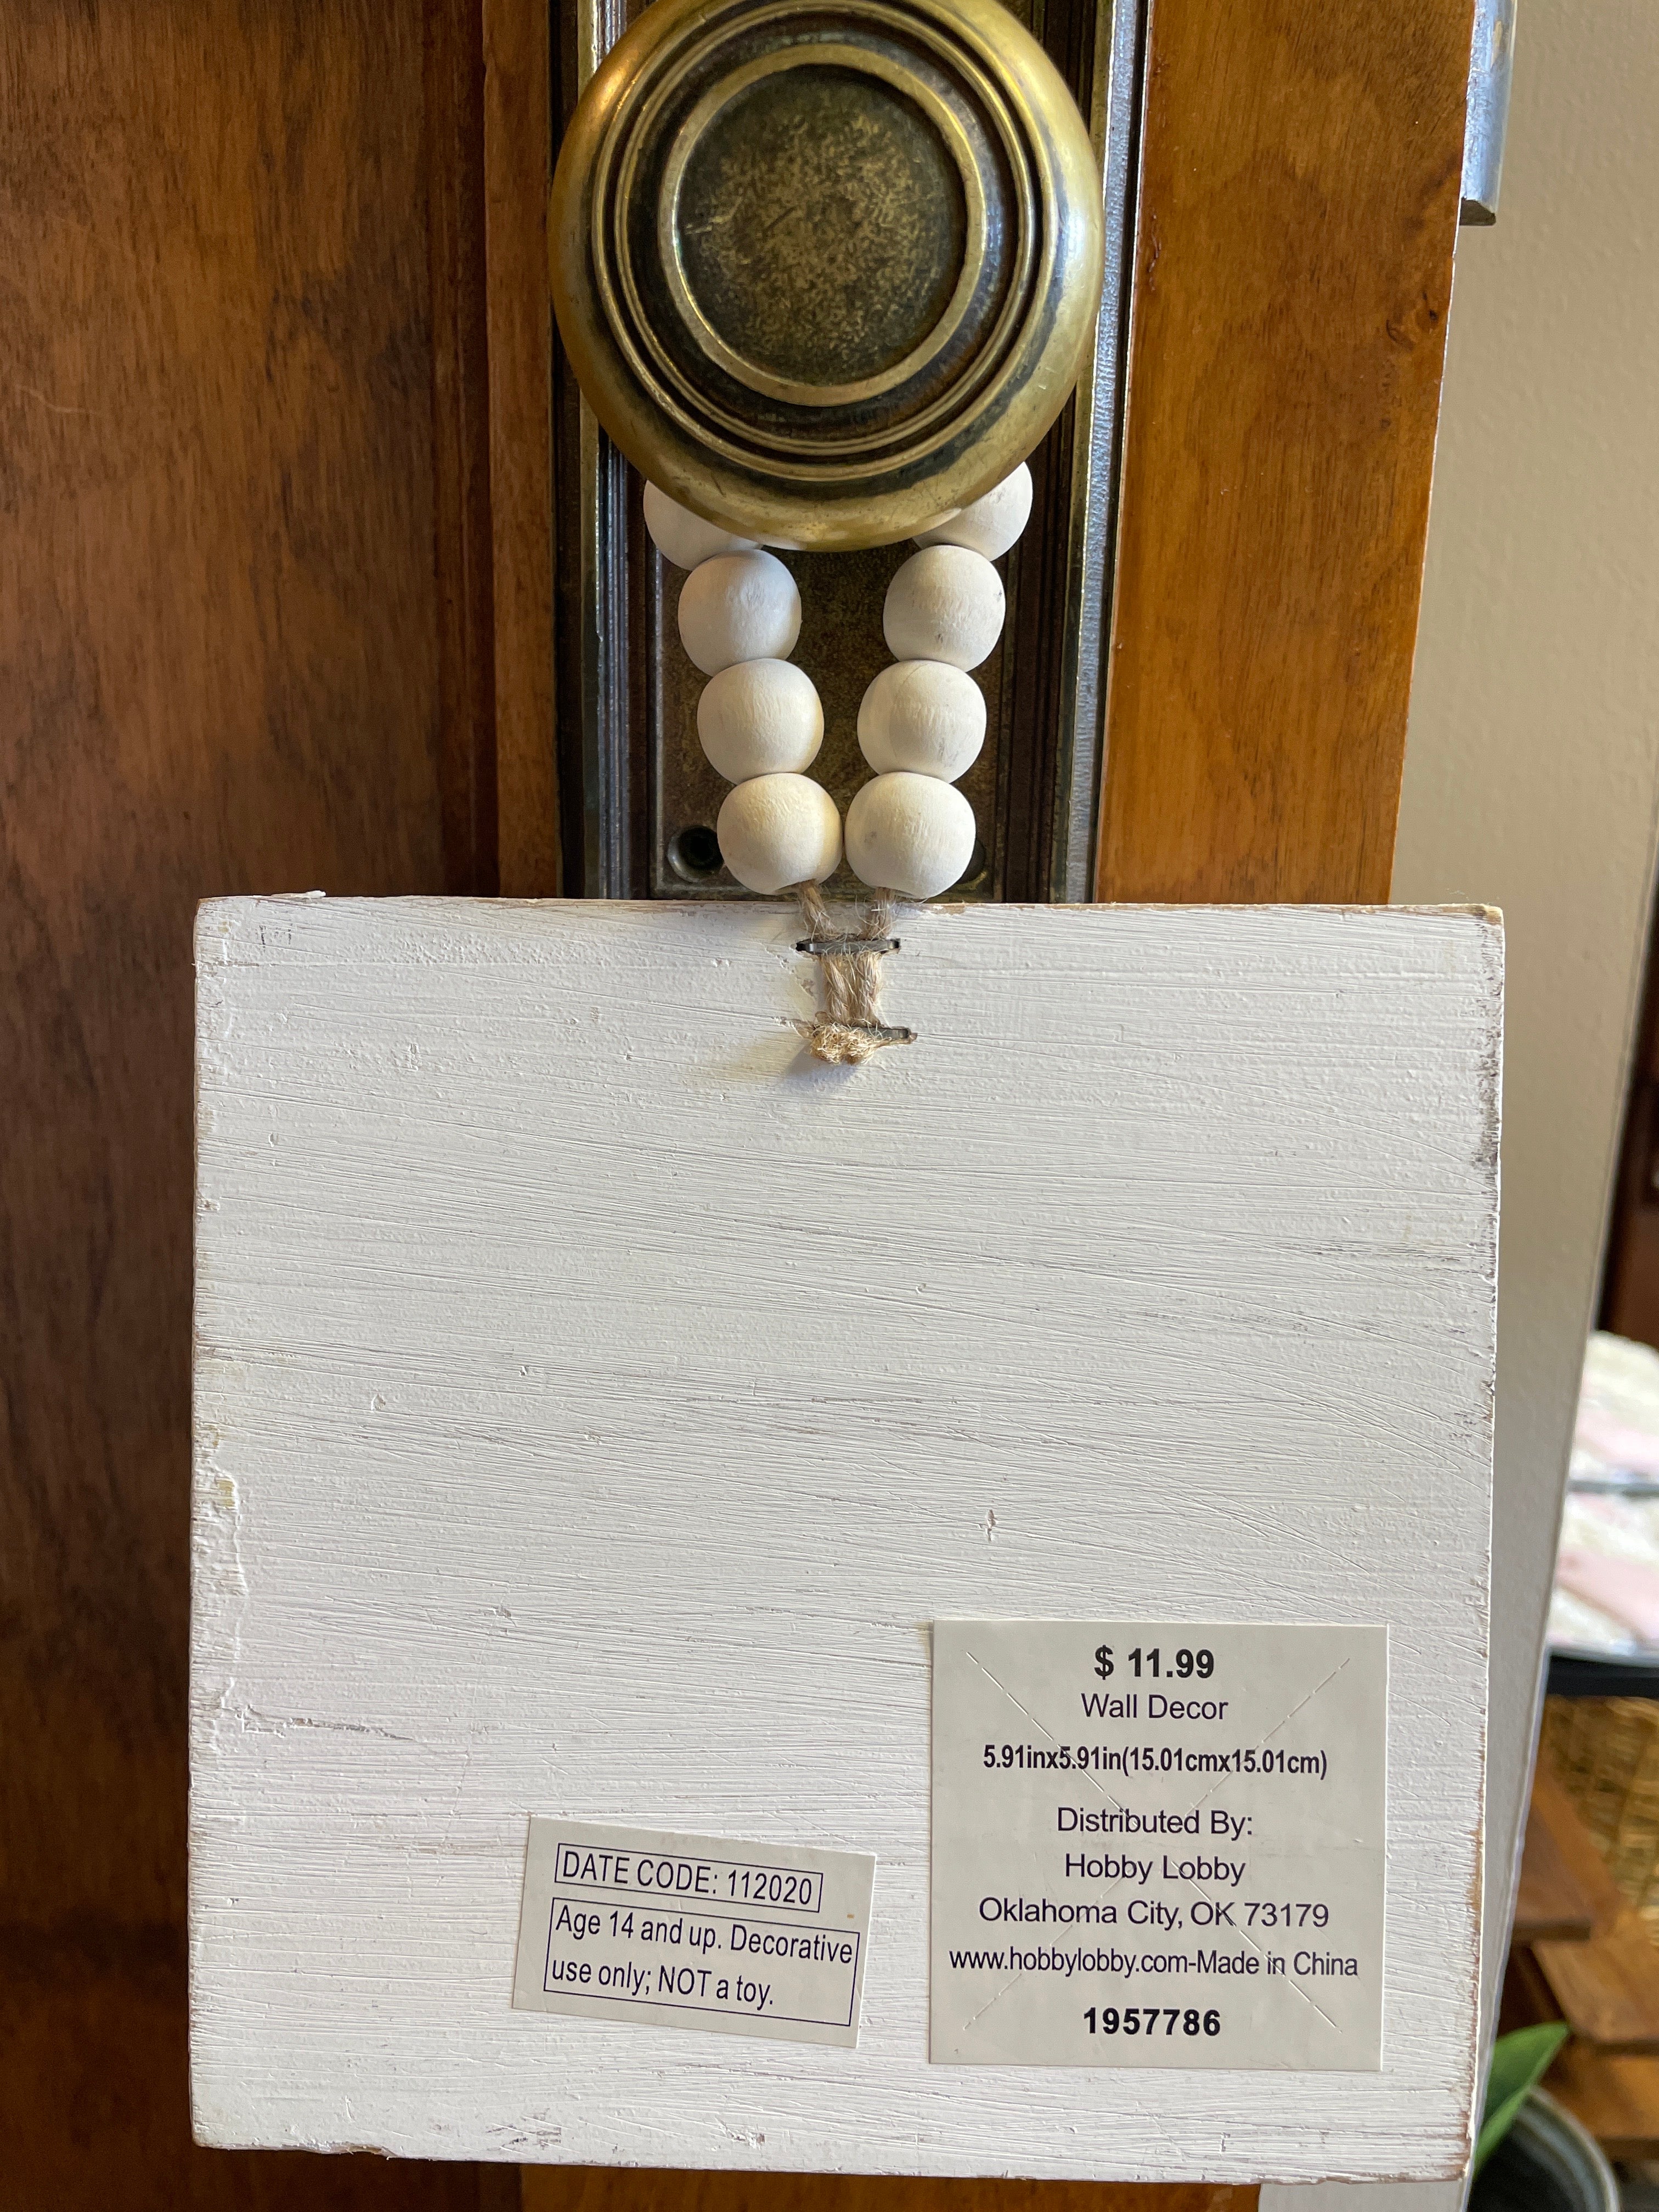 $ 11.99
Wall Decor
5.91inx5.91in(15.01cmx15.01cm)
Distributed By:
Hobby Lobby
Oklahoma City, OK 73179
www.hobbylobby.com-Made in China
1957786
DATE CODE: 112020
Age 14 and up. Decorative
use only; NOT a toy.